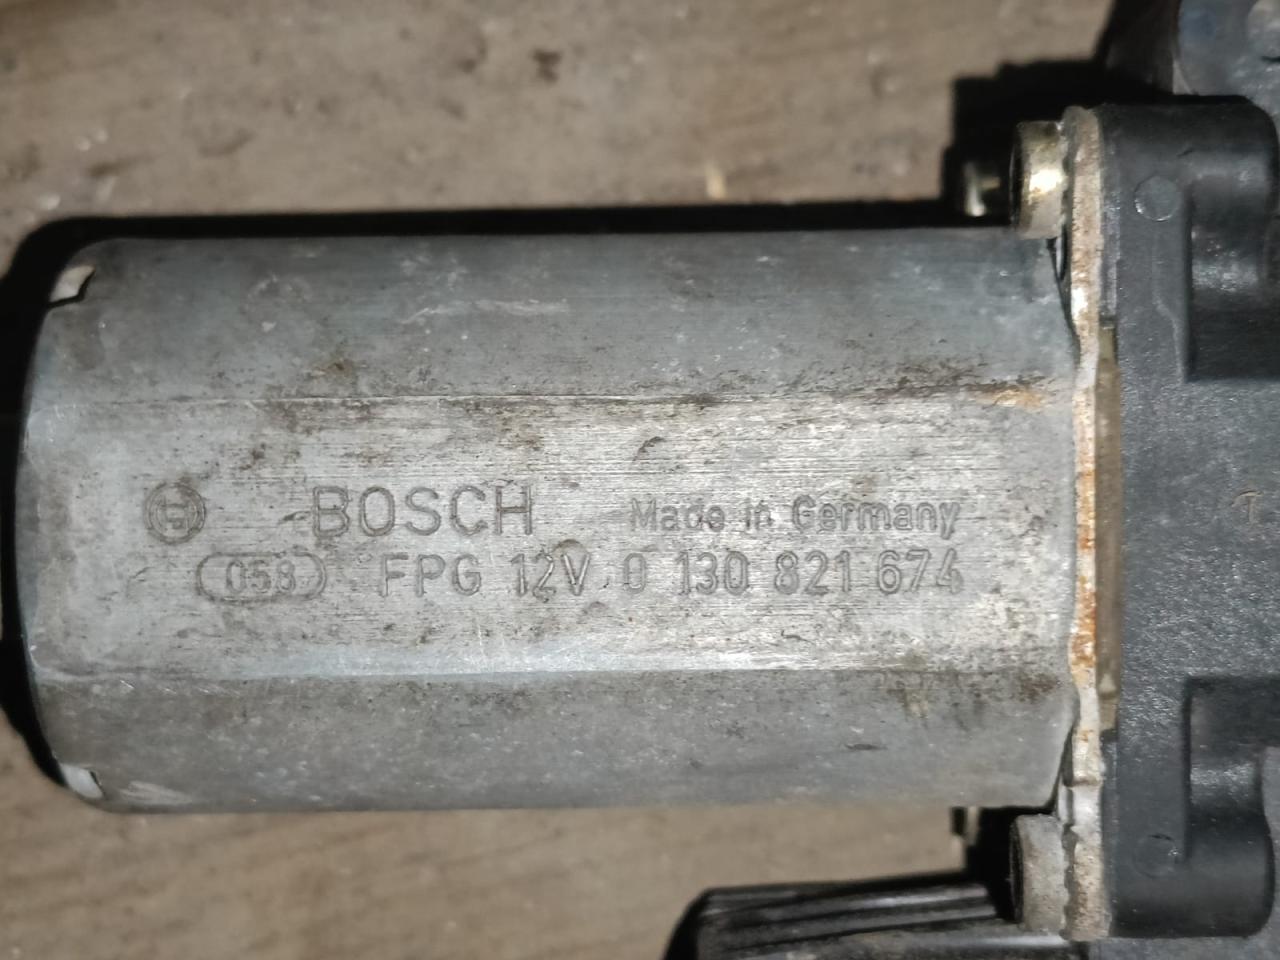 BOSCH Made in Germany
058 FPG 12V 0 130 821 674